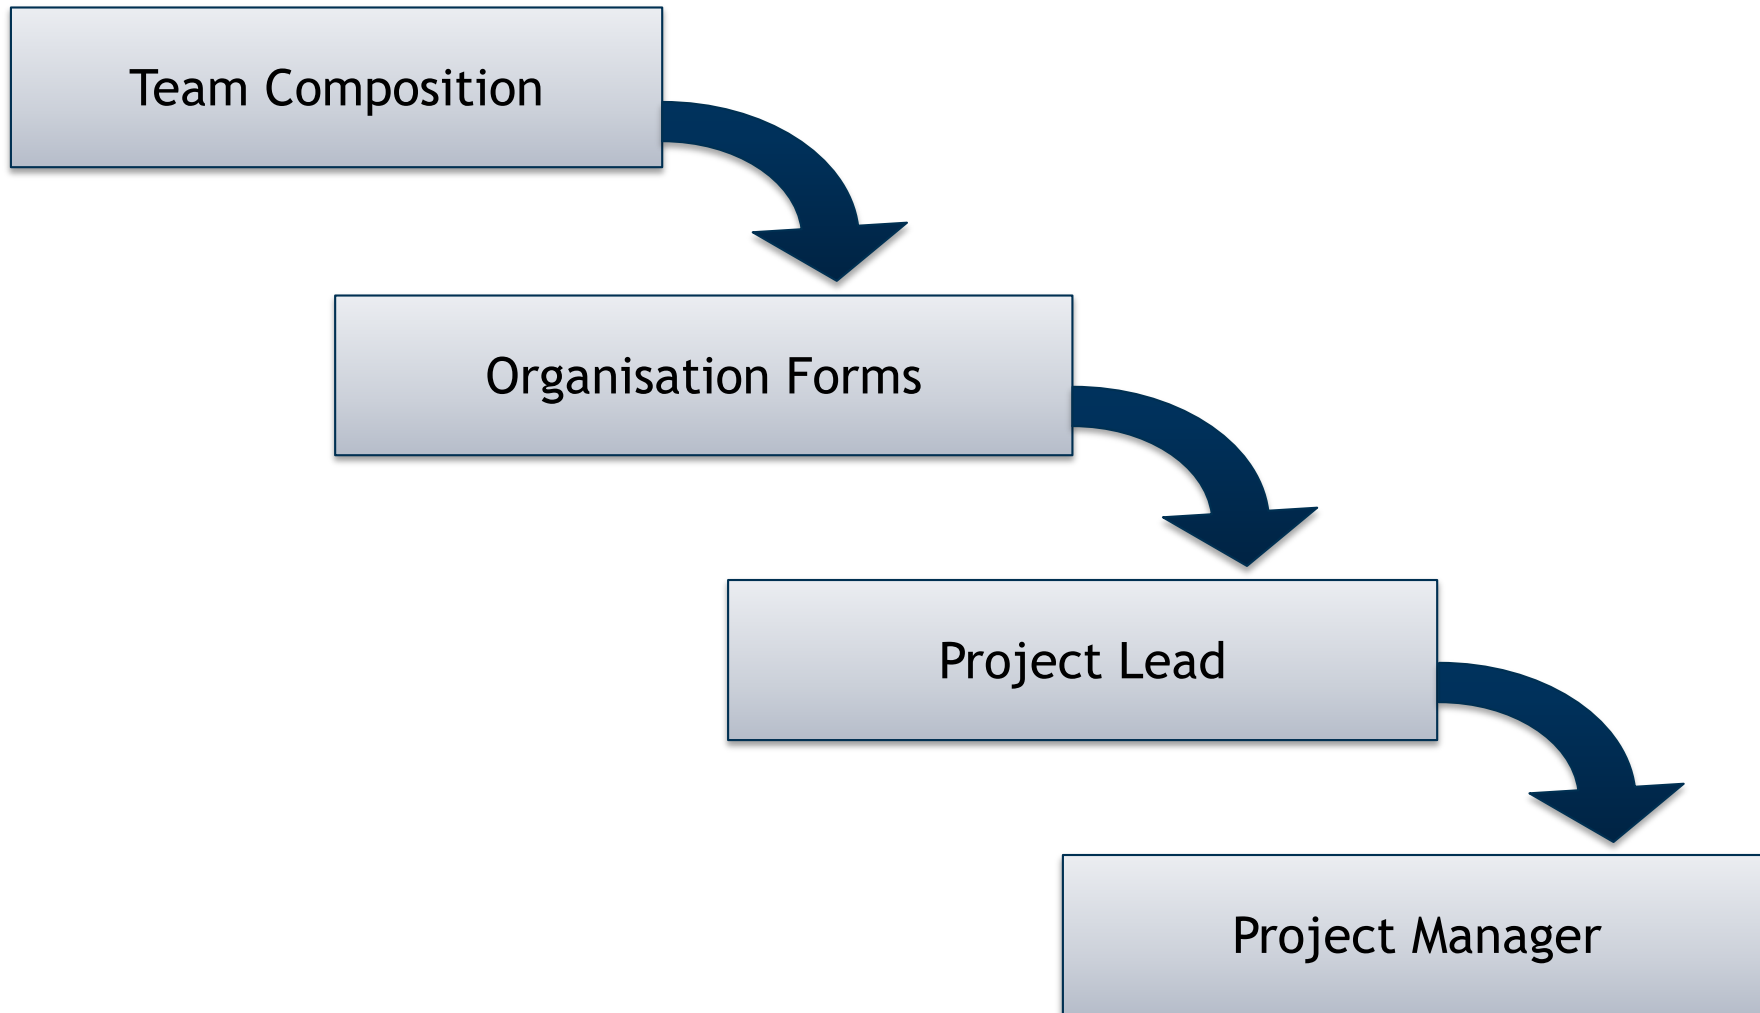 Team Composition
Organisation Forms
Project Lead
Project Manager